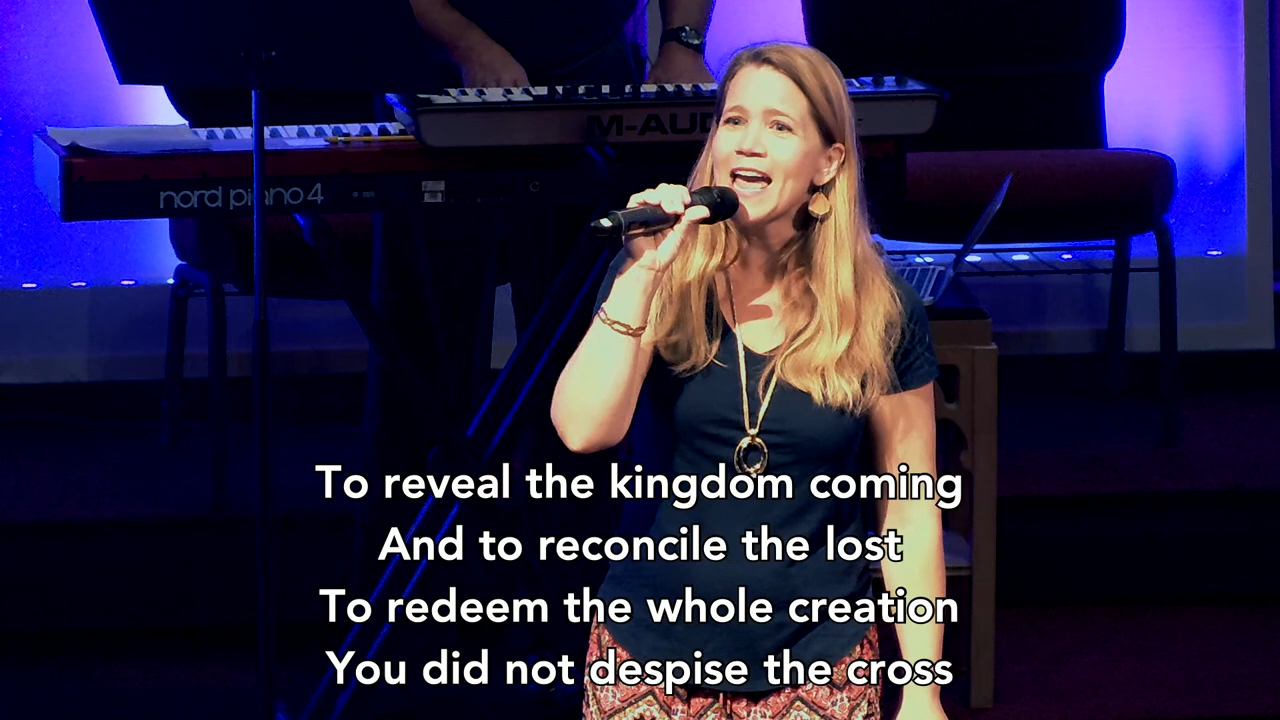 M-AUD
nord piano 4
To reveal the kingdom coming
And to reconcile the lost
To redeem the whole creation
You did not despise the cross